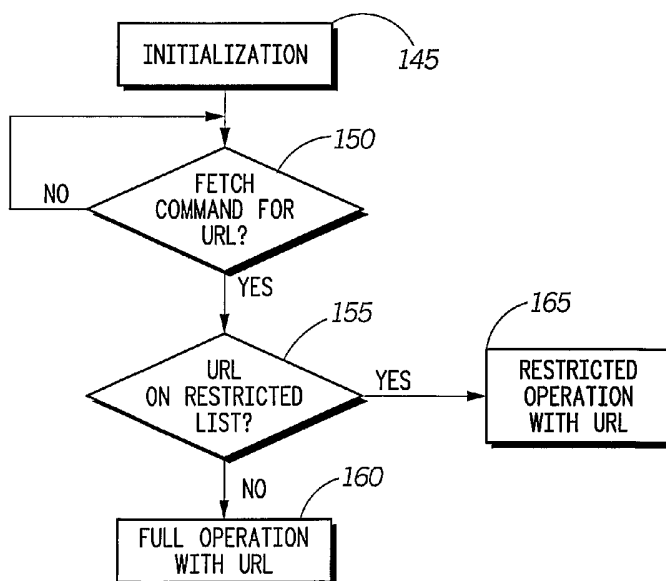 INITIALIZATION
145
150
FETCH
COMMAND FOR
URL?
NO
YES
155
URL
ON RESTRICTED
LIST?
YES
165
RESTRICTED
OPERATION
WITH URL
NO
160
FULL OPERATION
WITH URL